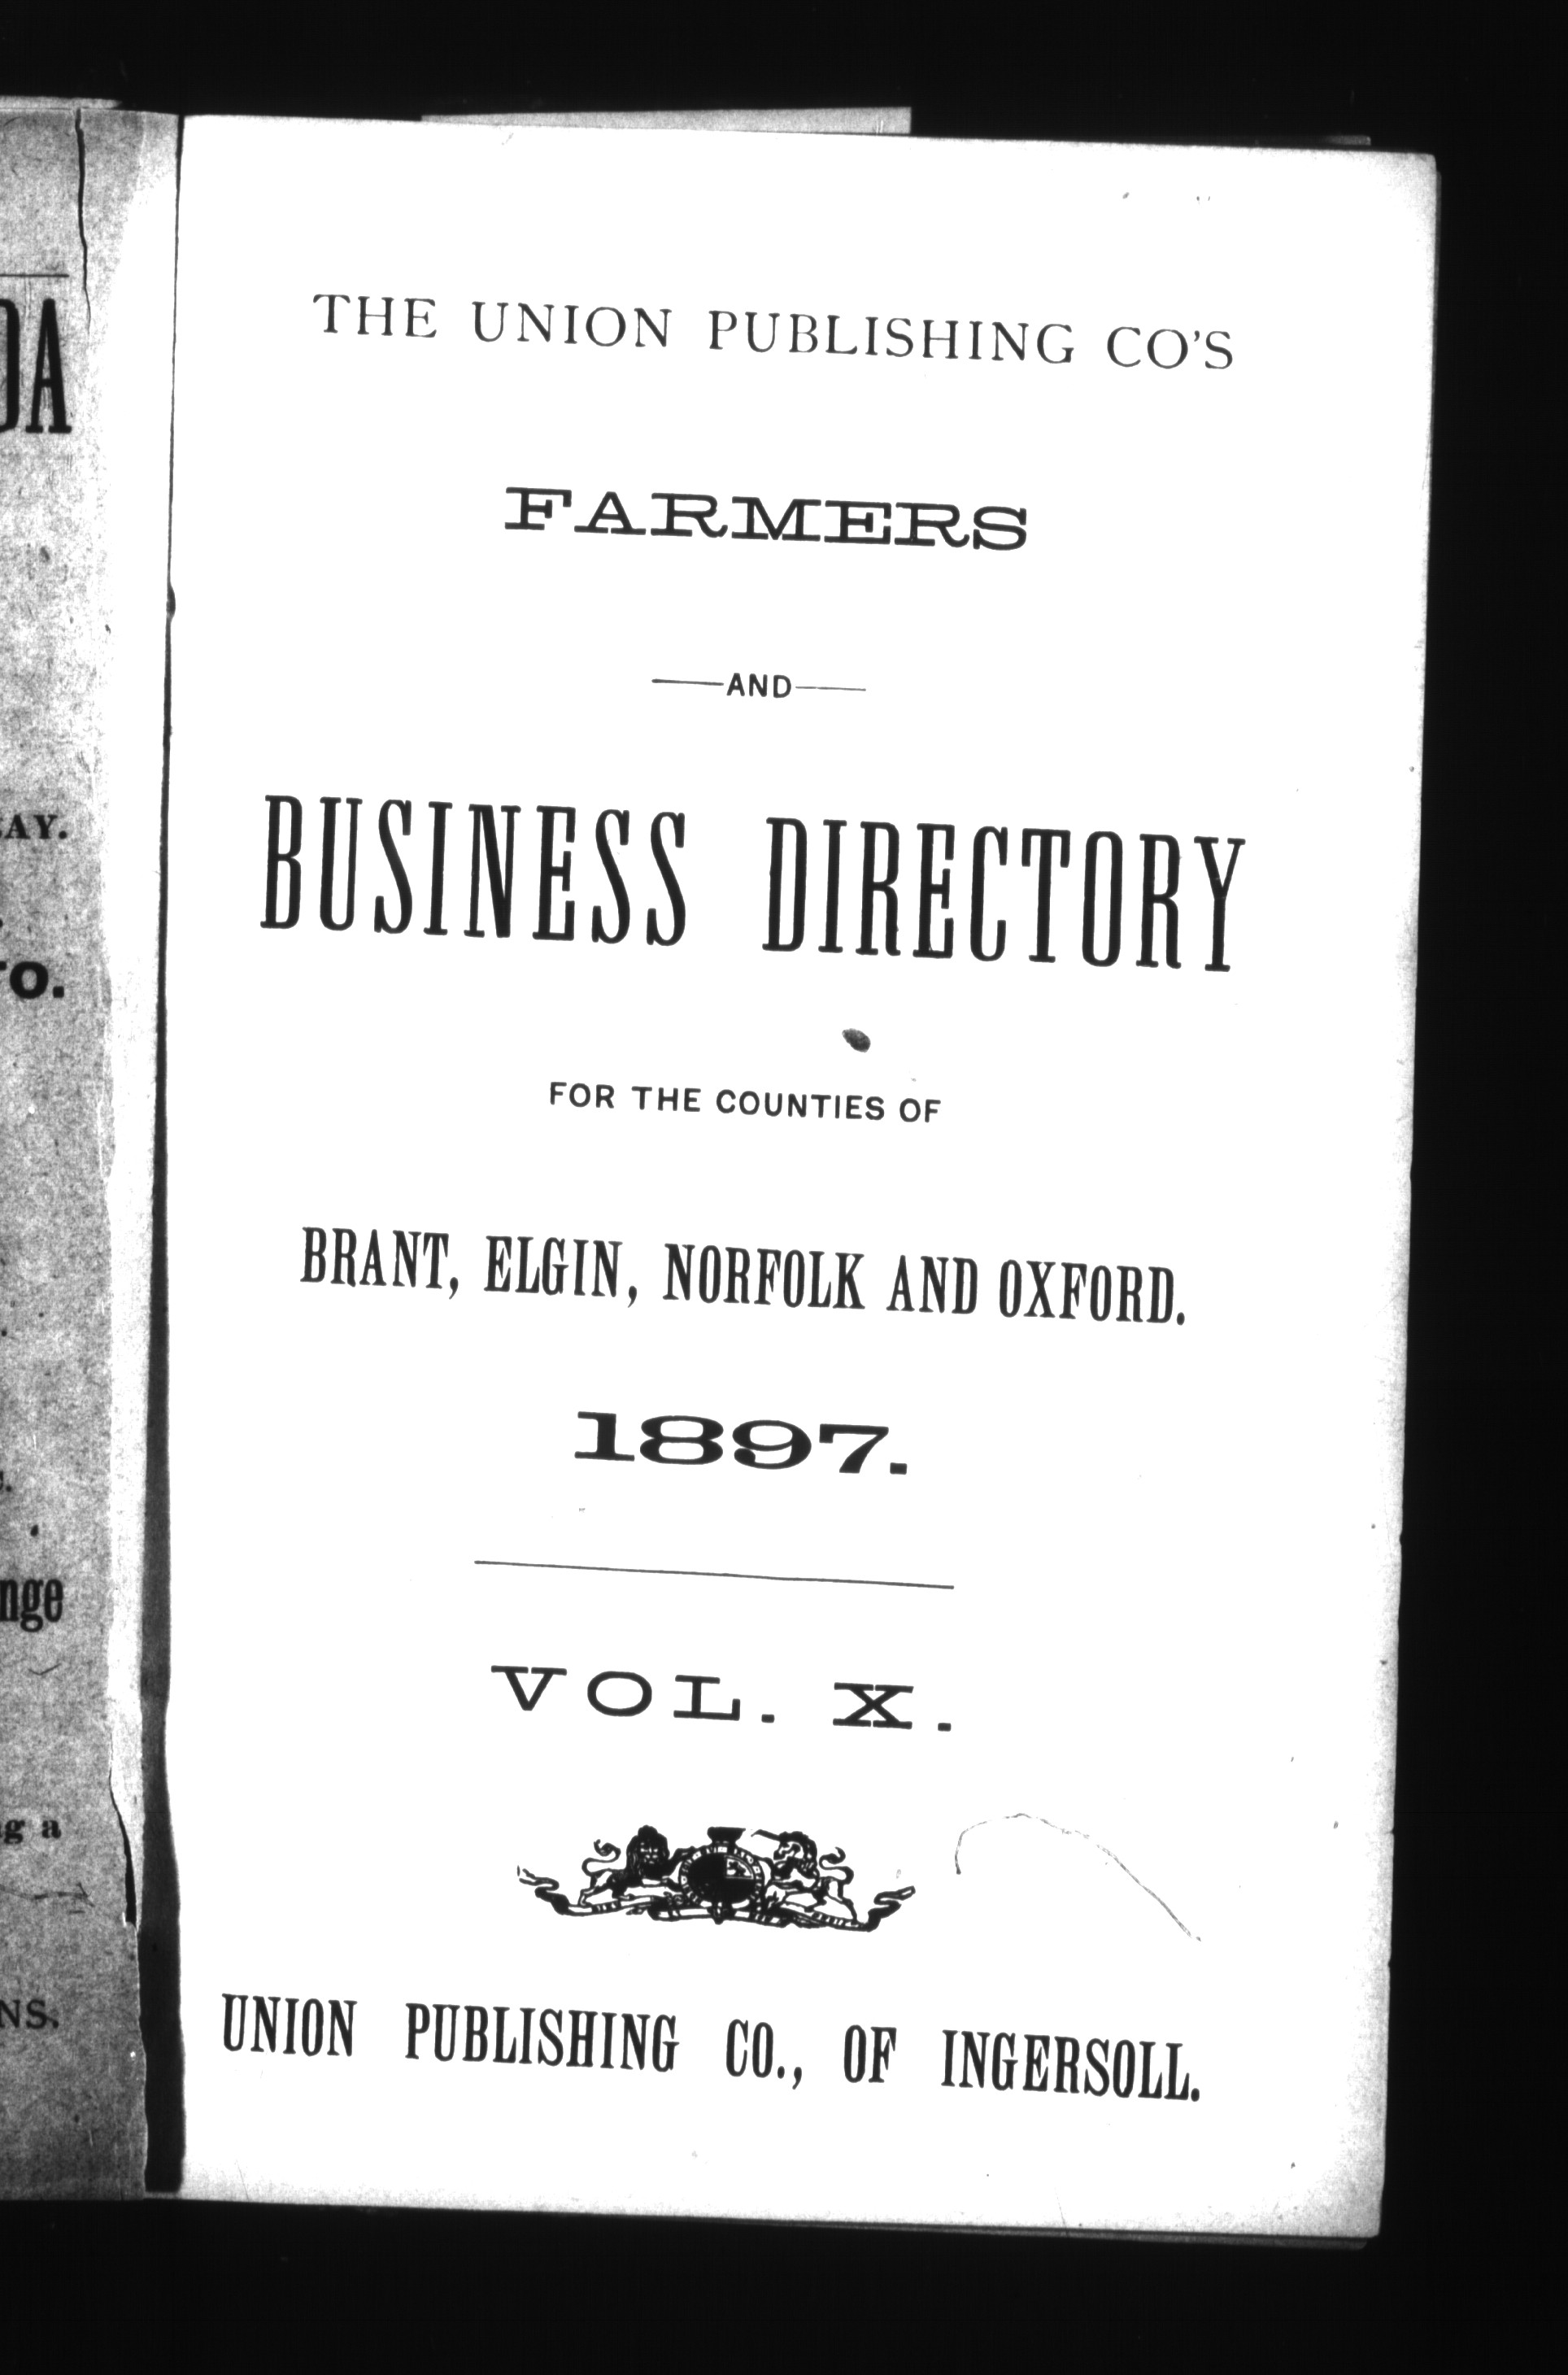 THE UNION PUBLISHING CO'S
FARMERS
—AND—
BUSINESS DIRECTORY
FOR THE COUNTIES OF
BRANT, ELGIN, NORFOLK AND OXFORD.
1897.
VOL. X.
UNION PUBLISHING CO., OF INGERSOLL.